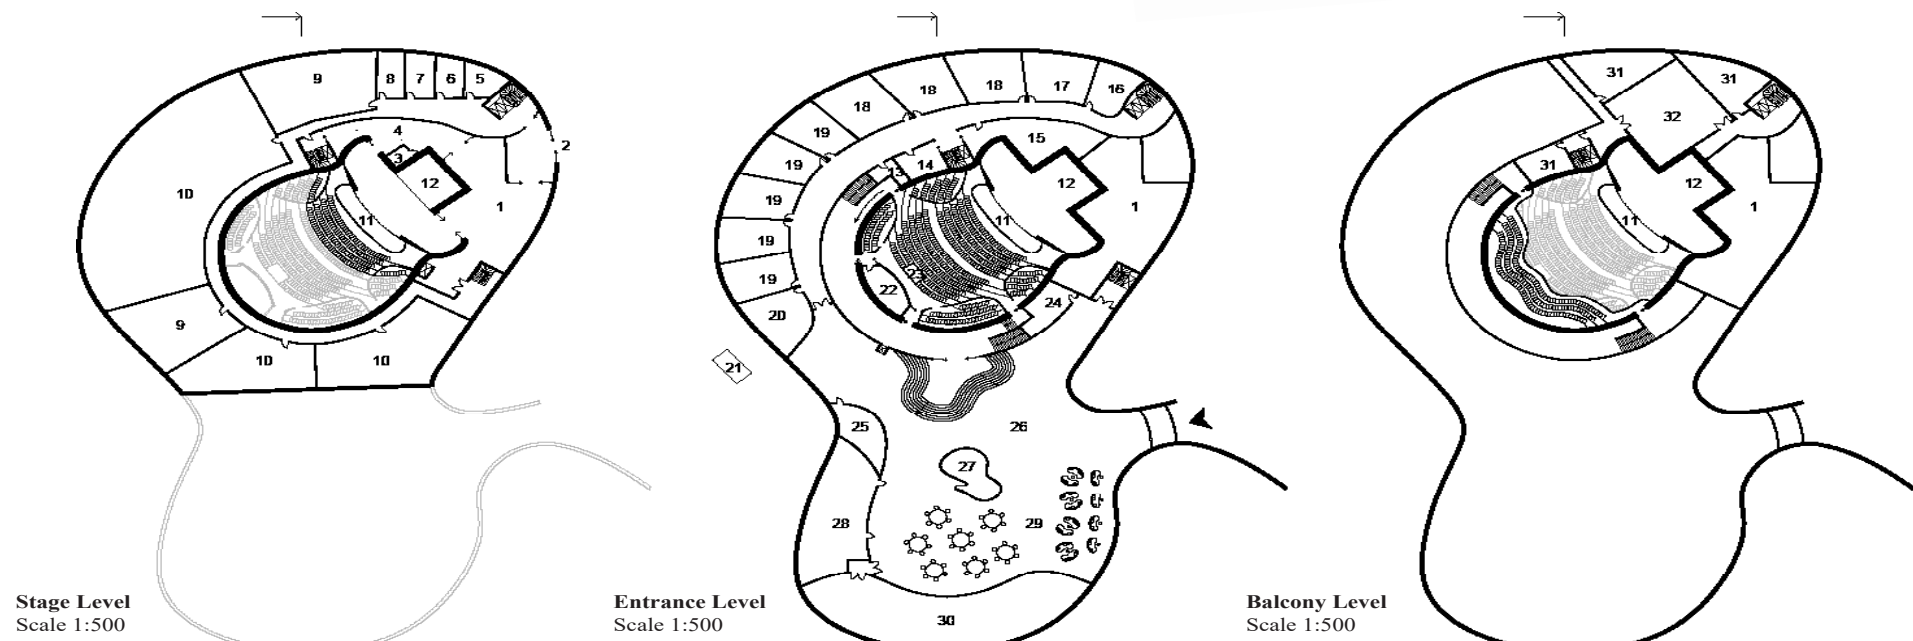 9 8 7 6 5
4 2
3
10 12
11 1
9
10 10
Stage Level
Scale 1:500
18 18 17 16
18
19 15
19 14
13 12
19 11 1
19 23
19 22 24
20
21
25 26
27
28 29
30
Entrance Level
Scale 1:500
31 31
32
31 12
11 1
Balcony Level
Scale 1:500